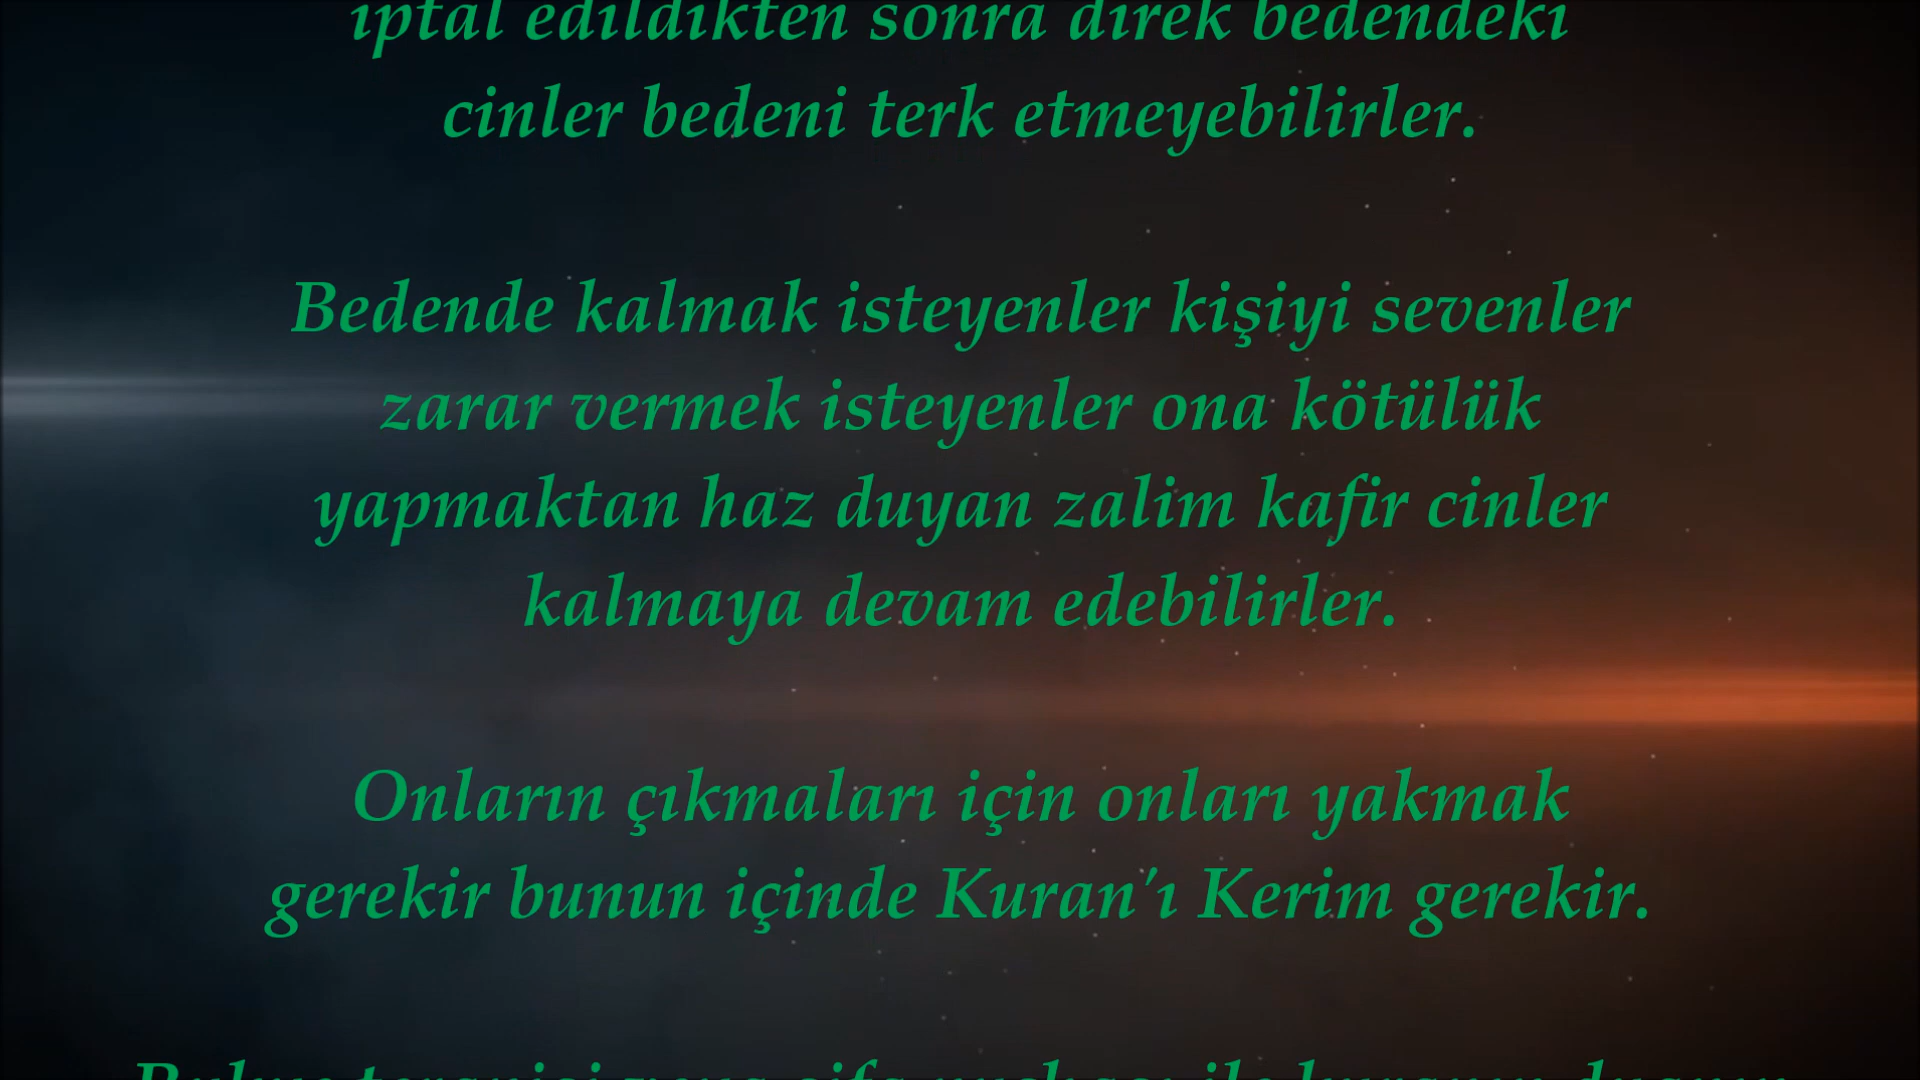 iptal edildikten sonra direk bedendeki
cinler bedeni terk etmeyebilirler.
Bedende kalmak isteyenler kişiyi sevenler
zarar vermek isteyenler ona kötülük
yapmaktan haz duyan zalim kafir cinler
kalmaya devam edebilirler.
Onların çıkmaları için onları yakmak
gerekir bunun içinde Kuran'ı Kerim gerekir.